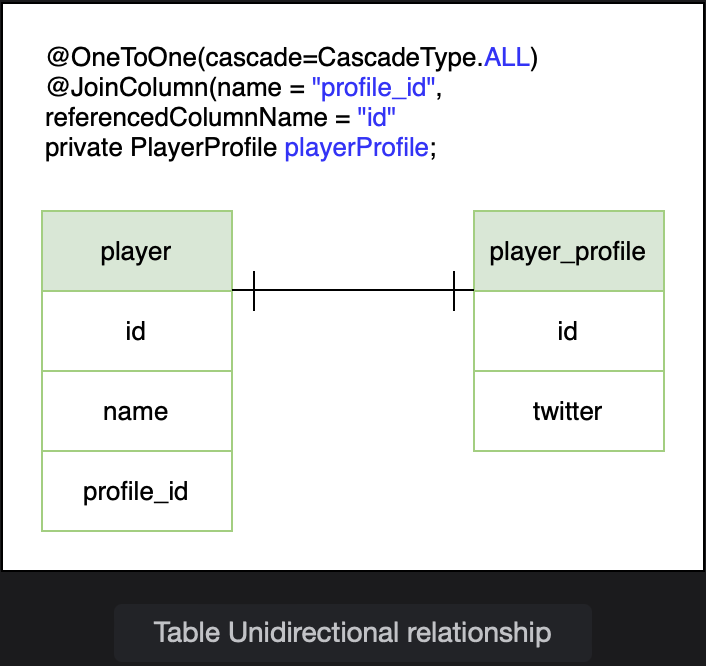 @OneToOne(cascade=CascadeType.ALL)
@JoinColumn(name = "profile_id",
referencedColumnName = "id"
private PlayerProfile playerProfile;
player
id
name
profile_id
player_profile
id
twitter
Table Unidirectional relationship